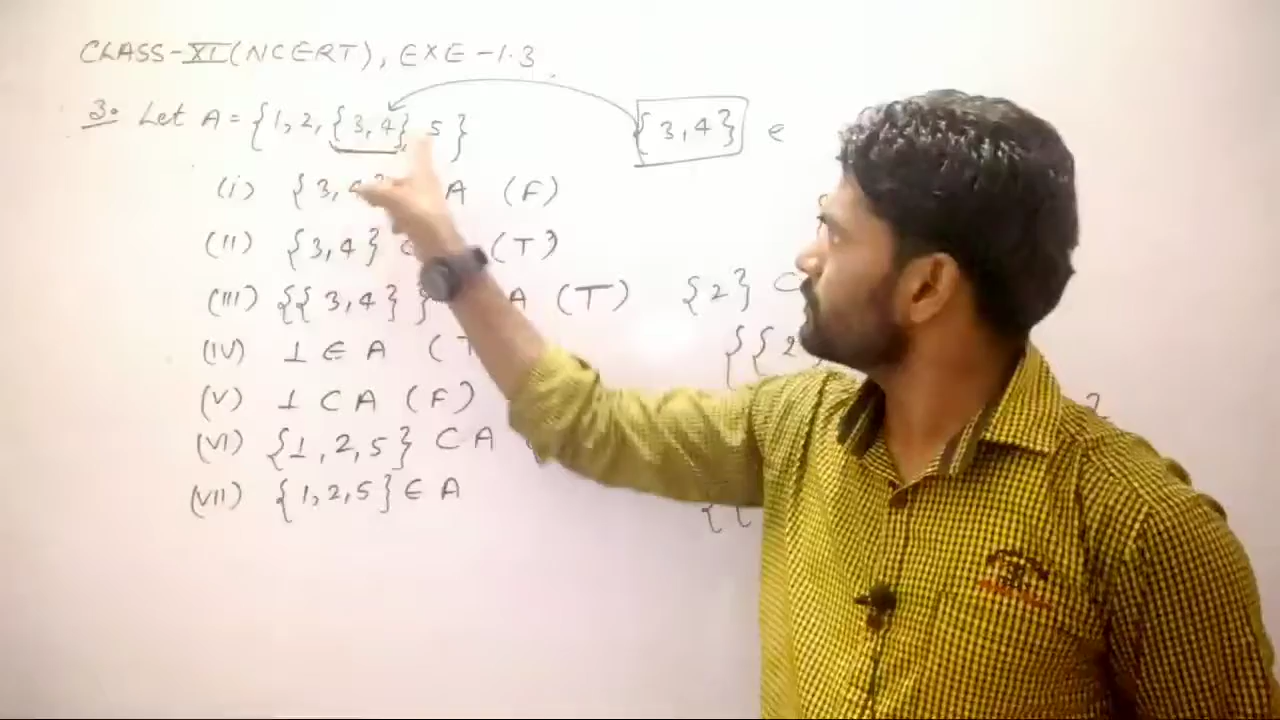 CLASS-XI (NCERT), EXE-1.3
3. Let A = {1, 2, {3, 4}, 5}
{3, 4} ∈
(i) {3, 4} A (F)
(II) {3, 4} (T)
(III) {{3, 4}} A (T)
{2} ⊂
{{2
(IV) 1 ∈ A (T
(V) 1 ⊂ A (F)
(VI) {1, 2, 5} ⊂ A
(VII) {1, 2, 5} ∈ A